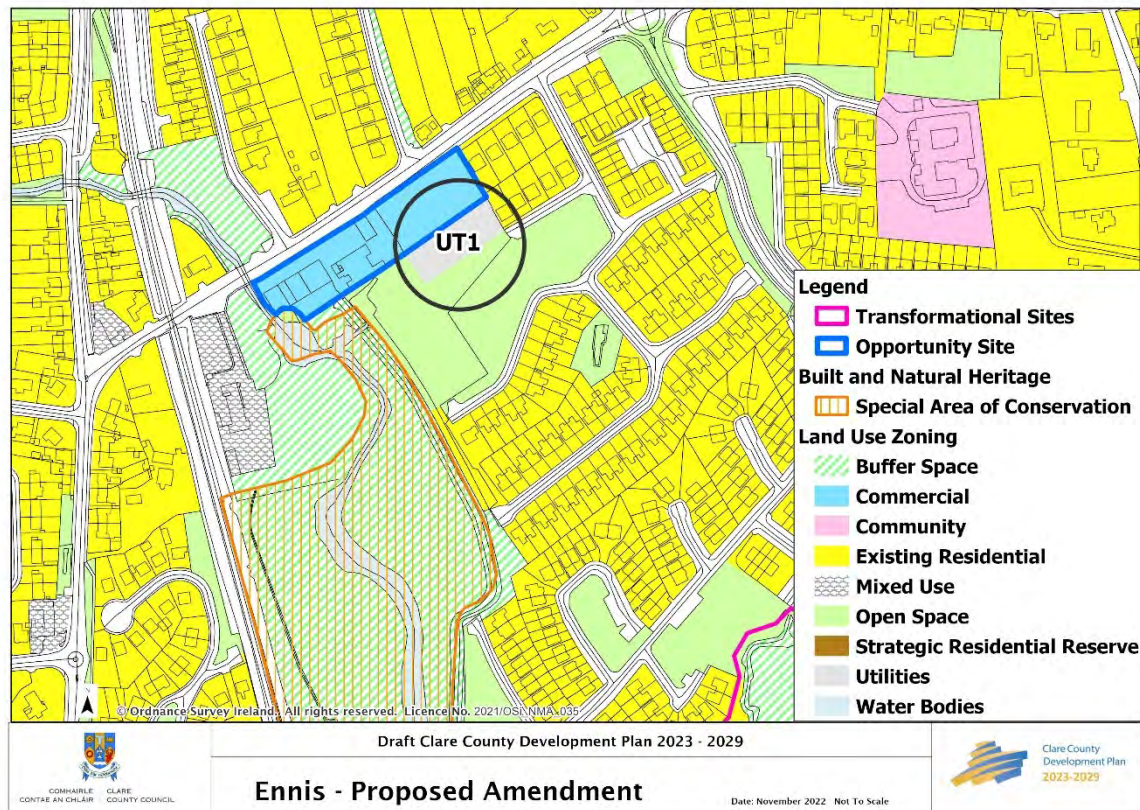 UT1
Legend
Transformational Sites
Opportunity Site
Built and Natural Heritage
Special Area of Conservation
Land Use Zoning
Buffer Space
Commercial
Community
Existing Residential
Mixed Use
Open Space
Strategic Residential Reserve
Utilities
Water Bodies
© Ordnance Survey Ireland. All rights reserved. Licence No. 2021/OSi_NMA_035
Draft Clare County Development Plan 2023 - 2029
Ennis - Proposed Amendment
Date: November 2022 Not To Scale
COMHAIRLE CLARE
CONTAE AN CHLÁIR COUNTY COUNCIL
Clare County
Development Plan
2023-2029